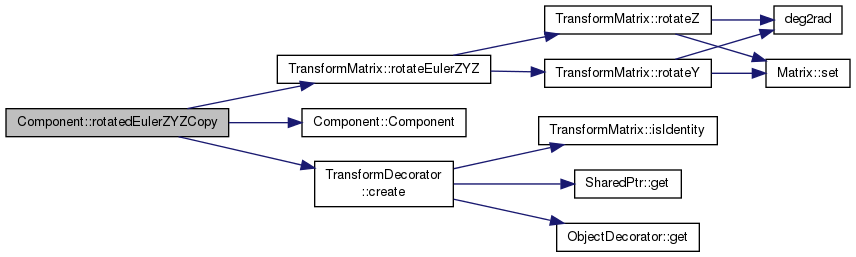 Component::rotatedEulerZYZCopy
TransformMatrix::rotateEulerZYZ
Component::Component
TransformDecorator
::create
TransformMatrix::rotateZ
TransformMatrix::rotateY
TransformMatrix::isIdentity
SharedPtr::get
ObjectDecorator::get
deg2rad
Matrix::set